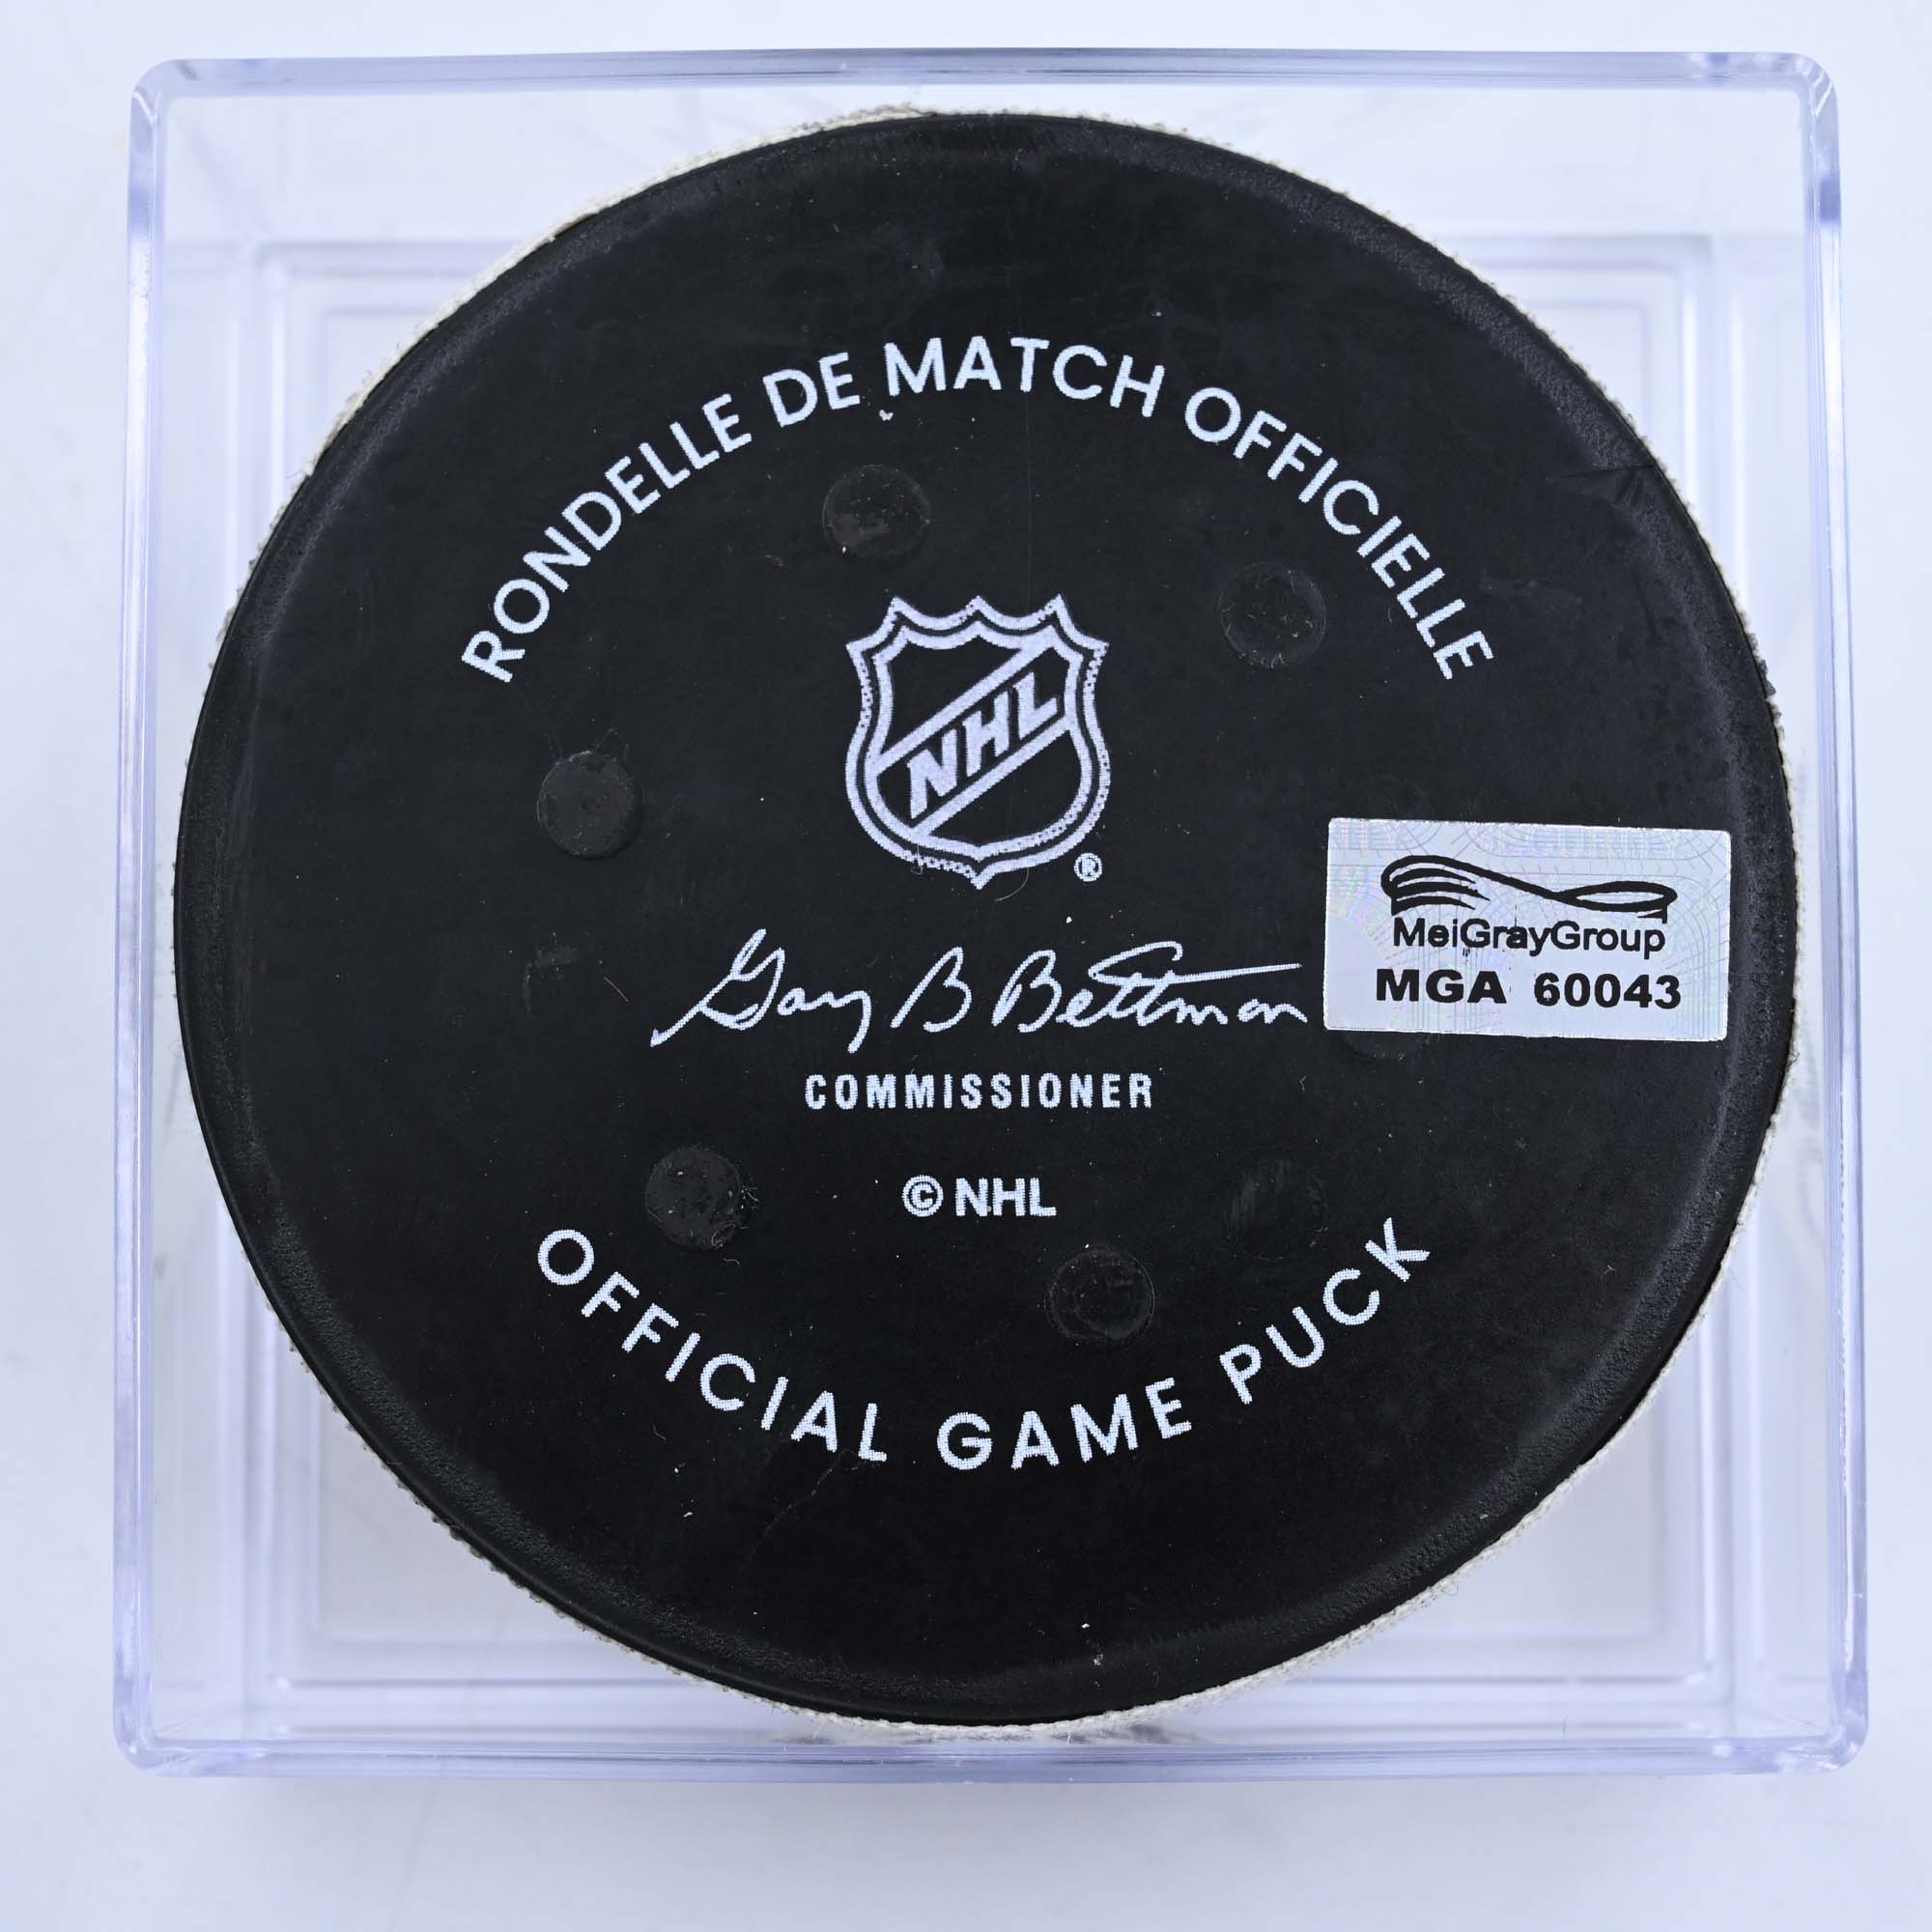 RONDELLE DE MATCH OFFICIELLE
NHL
®
Gary B Bettman
COMMISSIONER
© NHL
OFFICIAL GAME PUCK
MeiGrayGroup
MGA 60043